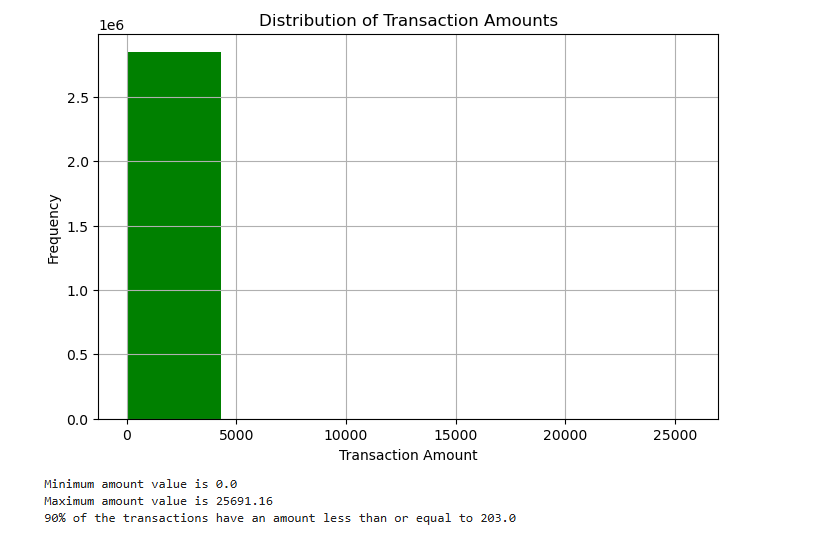 Distribution of Transaction Amounts
1e6
2.5
2.0
1.5
1.0
0.5
0.0
Frequency
0 5000 10000 15000 20000 25000
Transaction Amount
Minimum amount value is 0.0
Maximum amount value is 25691.16
90% of the transactions have an amount less than or equal to 203.0